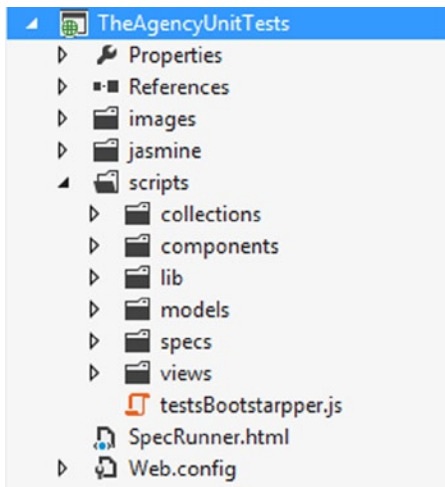 TheAgencyUnitTests
Properties
References
images
jasmine
scripts
collections
components
lib
models
specs
views
testsBootstarpper.js
SpecRunner.html
Web.config